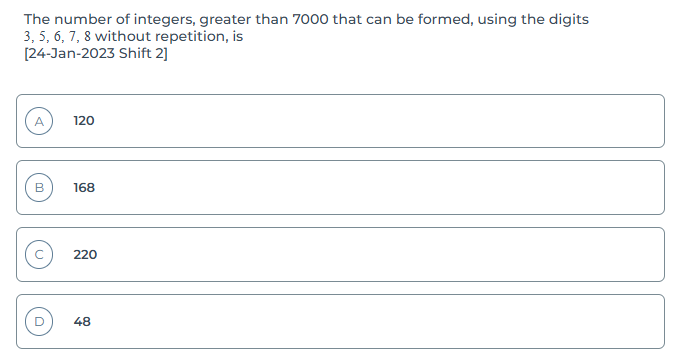 The number of integers, greater than 7000 that can be formed, using the digits
3, 5, 6, 7, 8 without repetition, is
[24-Jan-2023 Shift 2]
A 120
B 168
C 220
D 48